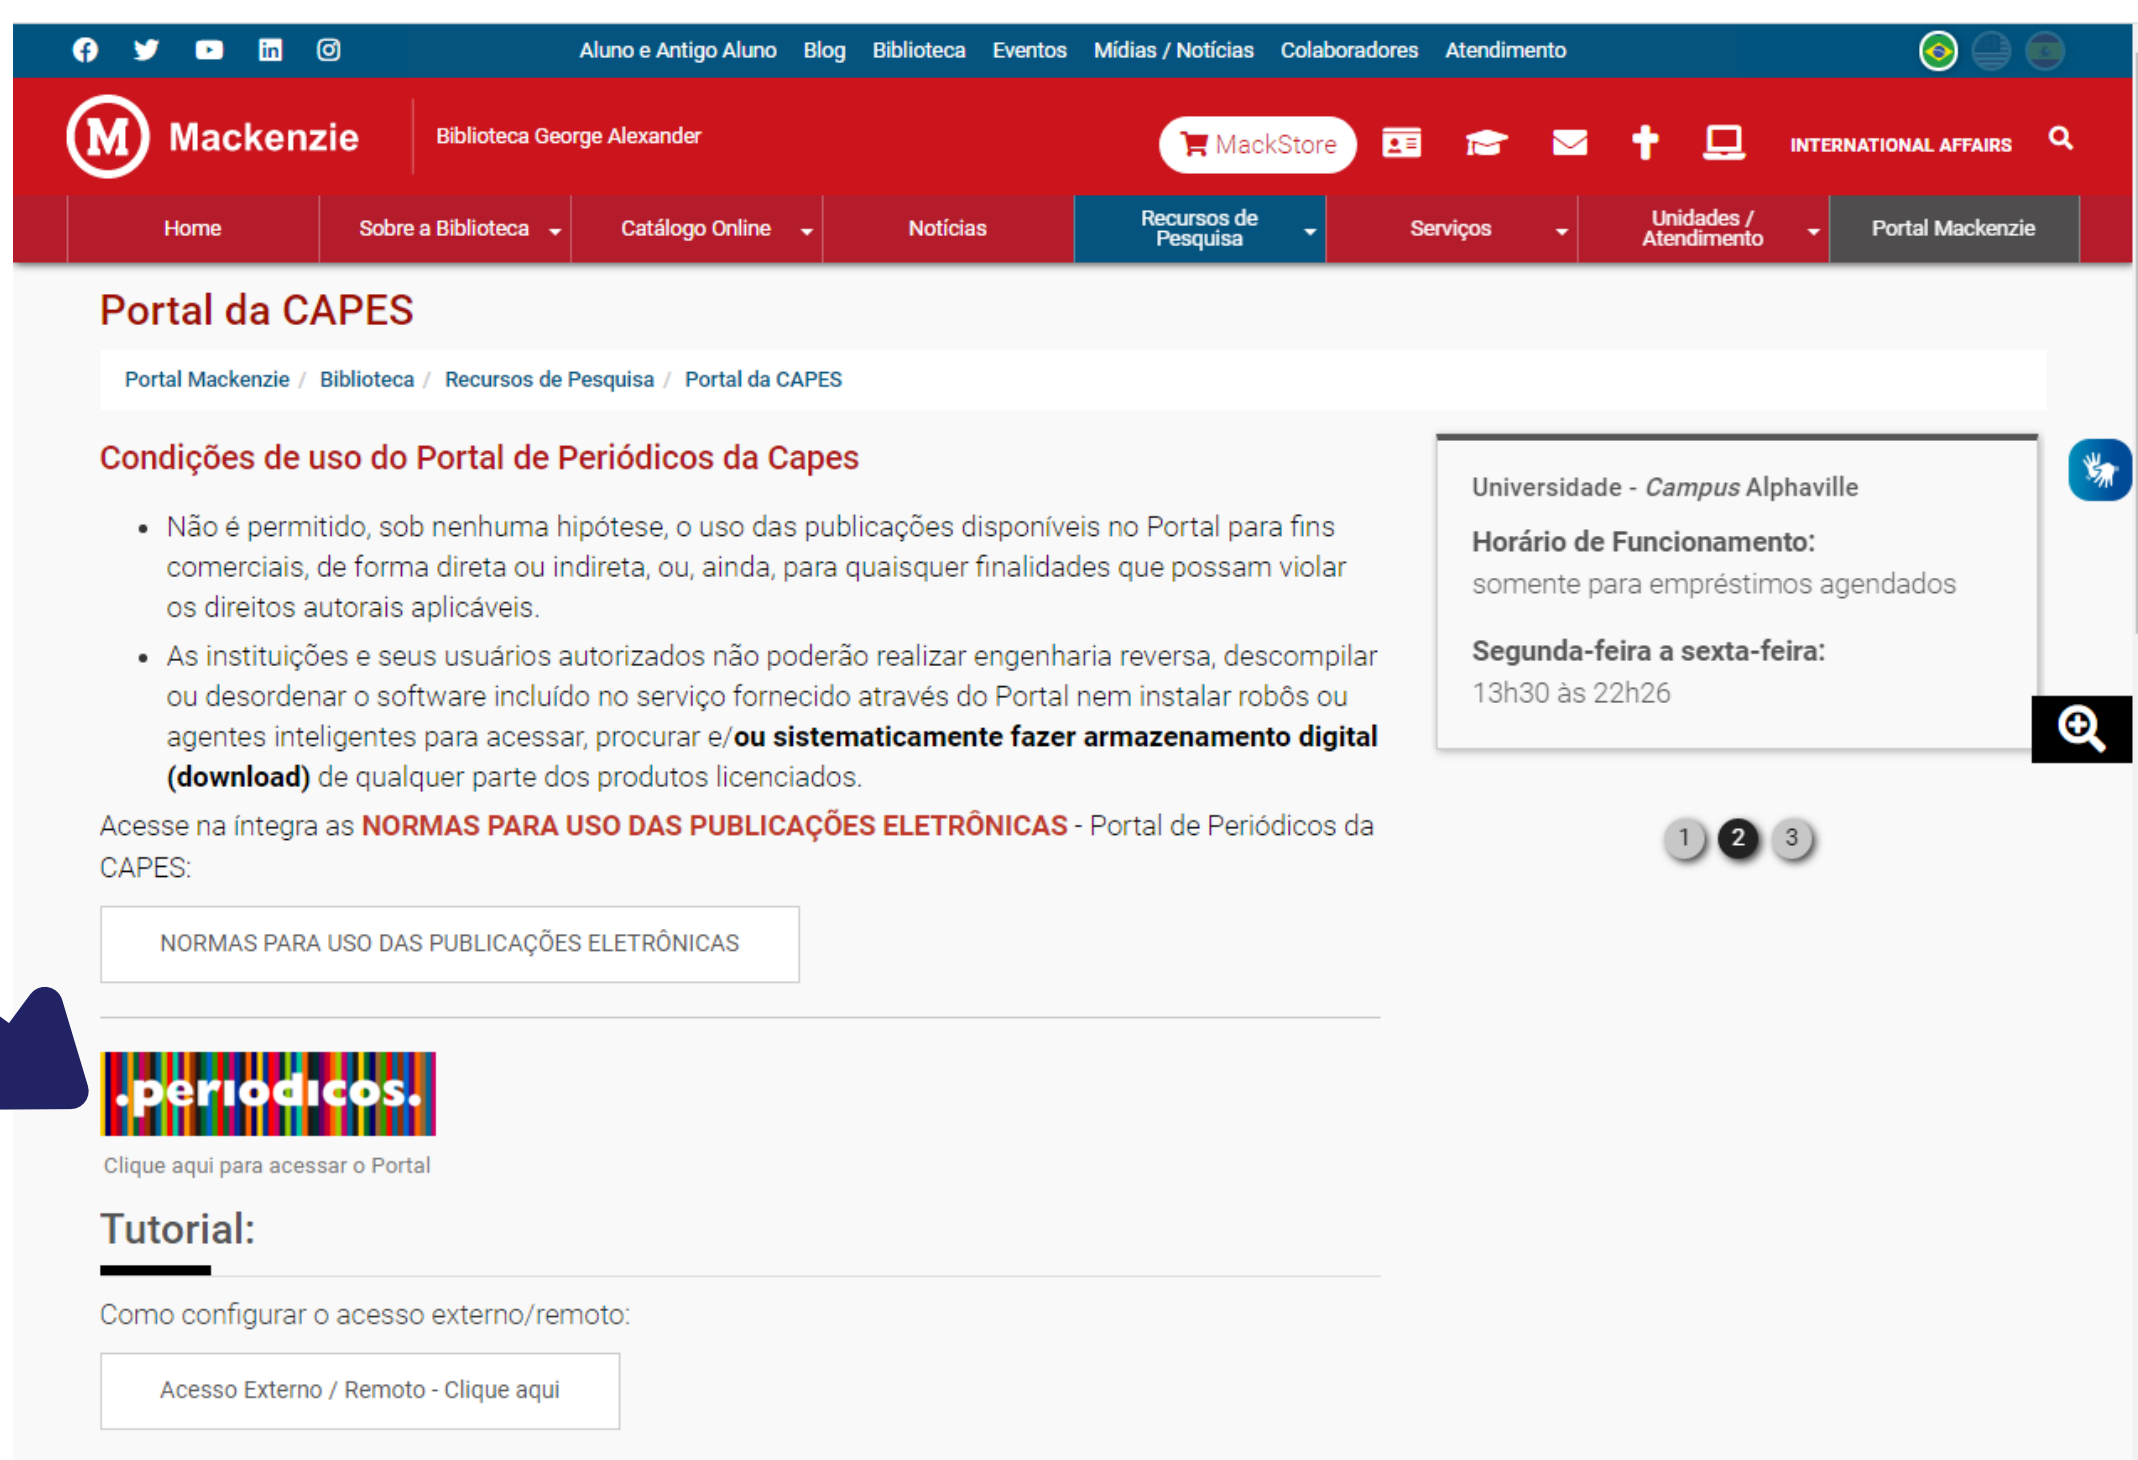 Aluno e Antigo Aluno Blog Biblioteca Eventos Mídias / Notícias Colaboradores Atendimento
M Mackenzie Biblioteca George Alexander MackStore INTERNATIONAL AFFAIRS
Home Sobre a Biblioteca Catálogo Online Notícias Recursos de Pesquisa Serviços Unidades / Atendimento Portal Mackenzie
Portal da CAPES
Portal Mackenzie / Biblioteca / Recursos de Pesquisa / Portal da CAPES
Condições de uso do Portal de Periódicos da Capes
• Não é permitido, sob nenhuma hipótese, o uso das publicações disponíveis no Portal para fins
comerciais, de forma direta ou indireta, ou, ainda, para quaisquer finalidades que possam violar
os direitos autorais aplicáveis.
• As instituições e seus usuários autorizados não poderão realizar engenharia reversa, descompilar
ou desordenar o software incluído no serviço fornecido através do Portal nem instalar robôs ou
agentes inteligentes para acessar, procurar e/ou sistematicamente fazer armazenamento digital
(download) de qualquer parte dos produtos licenciados.
Acesse na íntegra as NORMAS PARA USO DAS PUBLICAÇÕES ELETRÔNICAS - Portal de Periódicos da
CAPES:
NORMAS PARA USO DAS PUBLICAÇÕES ELETRÔNICAS
.periodicos.
Clique aqui para acessar o Portal
Tutorial:
Como configurar o acesso externo/remoto:
Acesso Externo / Remoto - Clique aqui
Universidade - Campus Alphaville
Horário de Funcionamento:
somente para empréstimos agendados
Segunda-feira a sexta-feira:
13h30 às 22h26
1 2 3